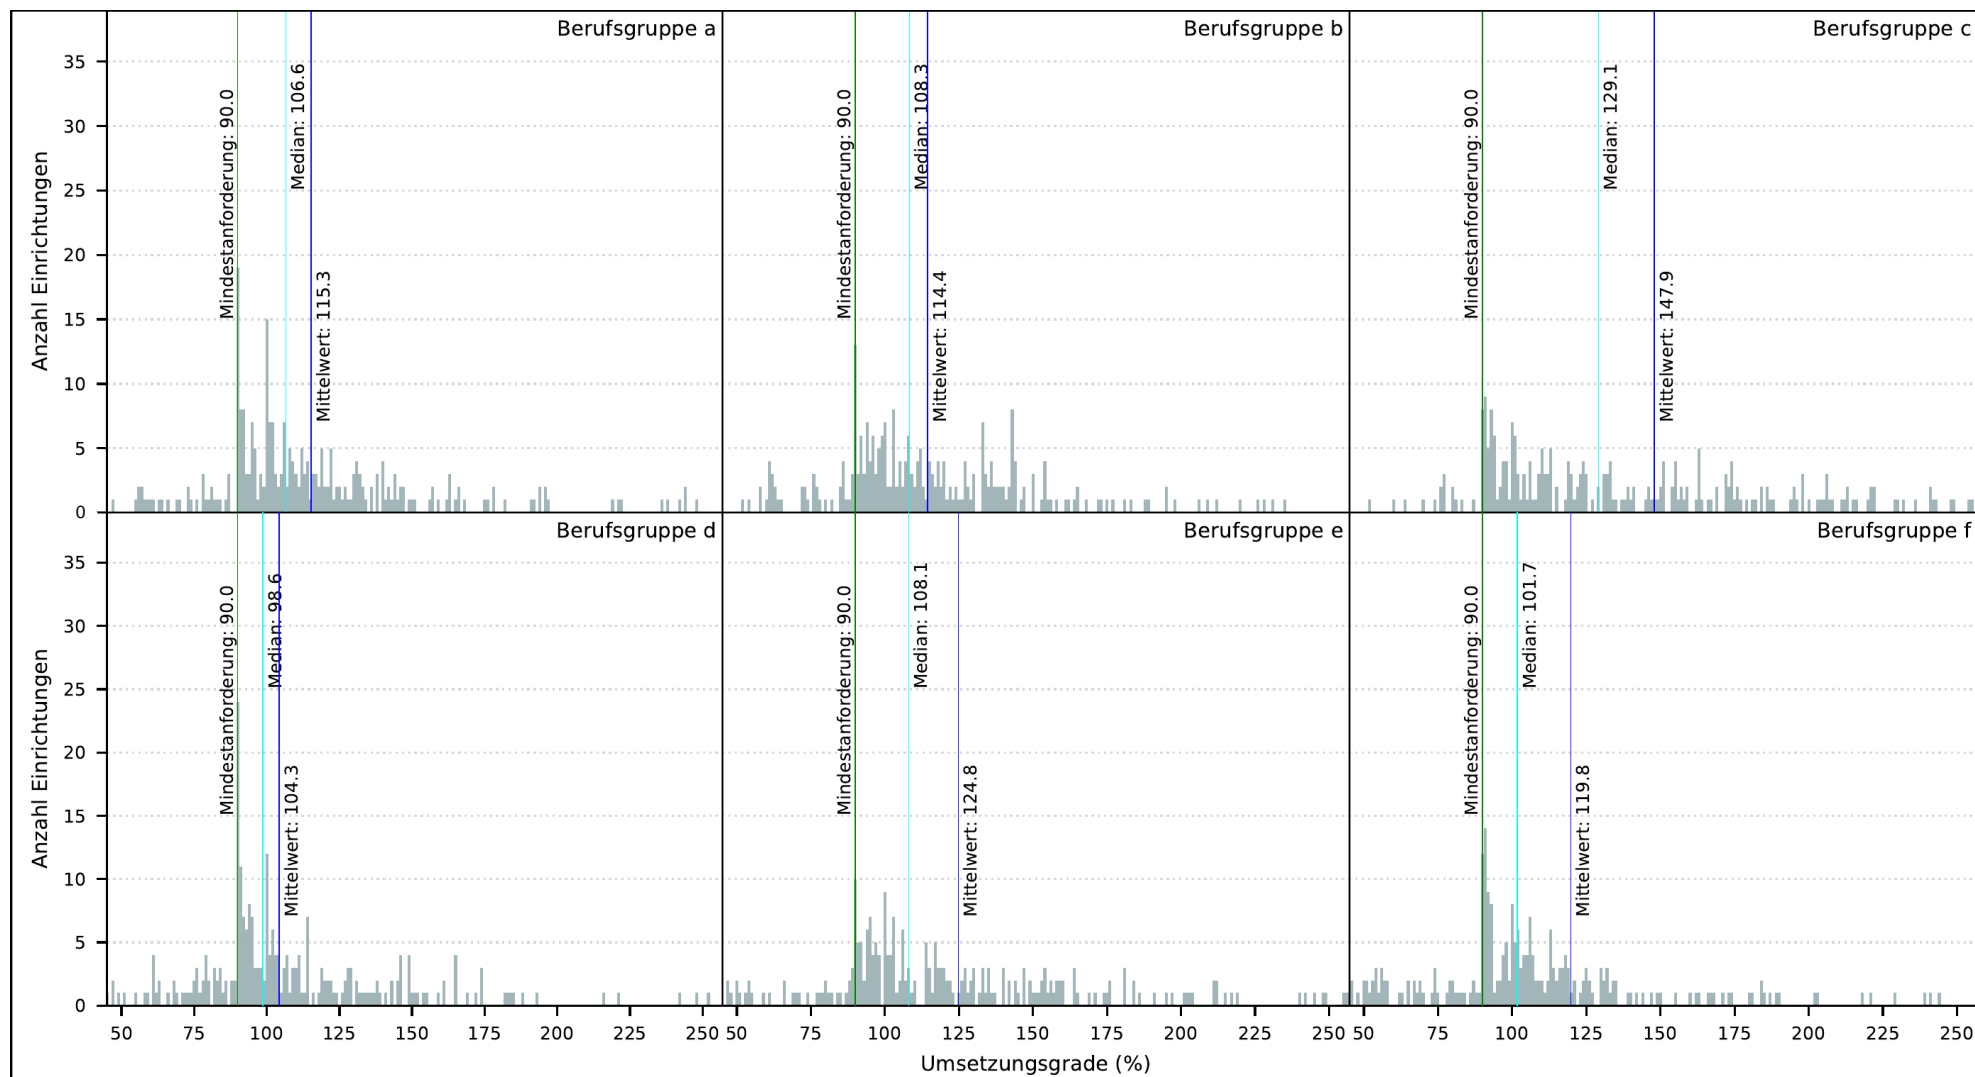 Berufsgruppe a
Berufsgruppe b
Berufsgruppe c
Anzahl Einrichtungen
35
30
25
20
15
10
5
0
Mindestanforderung: 90.0
Median: 106.6
Mittelwert: 115.3
Mindestanforderung: 90.0
Median: 108.3
Mittelwert: 114.4
Mindestanforderung: 90.0
Median: 129.1
Mittelwert: 147.9
Berufsgruppe d
Berufsgruppe e
Berufsgruppe f
Anzahl Einrichtungen
35
30
25
20
15
10
5
0
Mindestanforderung: 90.0
Median: 98.6
Mittelwert: 104.3
Mindestanforderung: 90.0
Median: 108.1
Mittelwert: 124.8
Mindestanforderung: 90.0
Median: 101.7
Mittelwert: 119.8
50 75 100 125 150 175 200 225 250 50 75 100 125 150 175 200 225 250 50 75 100 125 150 175 200 225 250
Umsetzungsgrade (%)